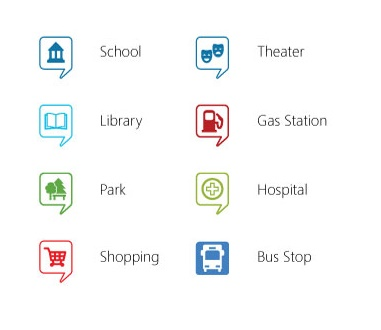 School
Theater
Library
Gas Station
Park
Hospital
Shopping
Bus Stop